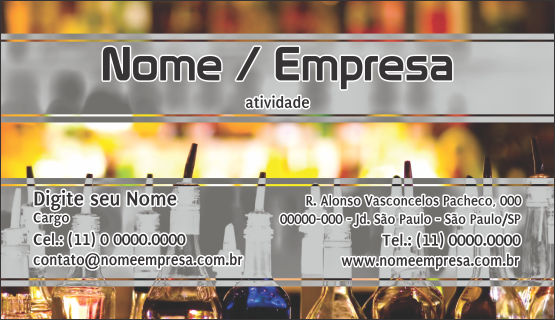 Nome / Empresa
atividade
Digite seu Nome
Cargo
Cel.: (11) 0 0000.0000
contato@nomeempresa.com.br
R. Alonso Vasconcelos Pacheco, 000
00000-000 - Jd. São Paulo - São Paulo/SP
Tel.: (11) 0000.0000
www.nomeempresa.com.br